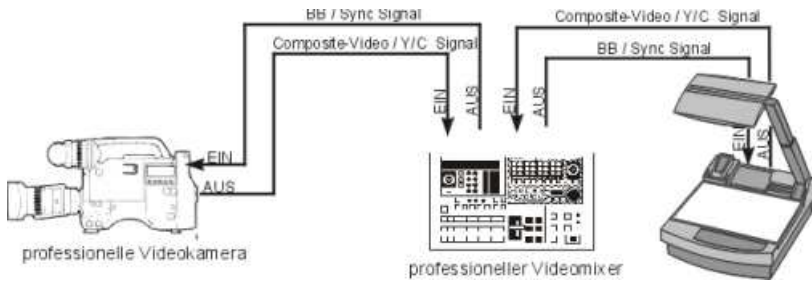 BB / Sync Signal
Composite-Video / Y/C Signal
Composite-Video / Y/C Signal
BB / Sync Signal
EIN
AUS
EIN
AUS
EIN
AUS
EIN
AUS
professionelle Videokamera
professioneller Videomixer